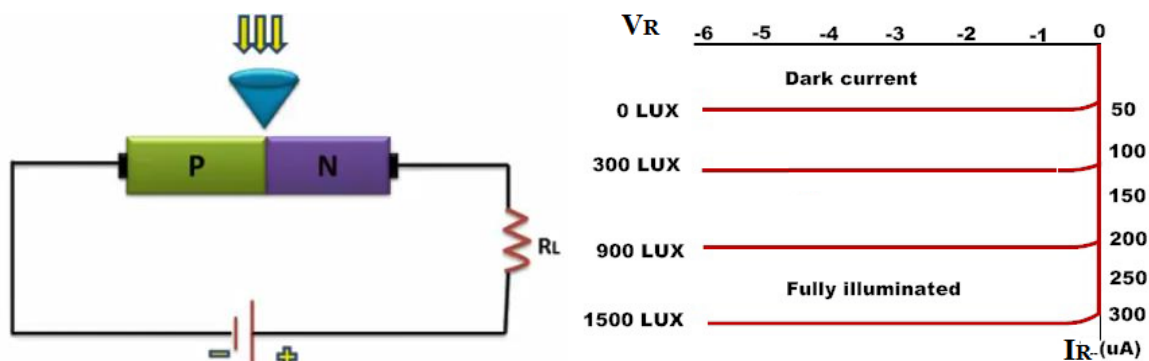 P N
RL
- +
VR -6 -5 -4 -3 -2 -1 0
Dark current
0 LUX 50
300 LUX 100
150
900 LUX 200
250
Fully illuminated
1500 LUX 300
IR-(uA)